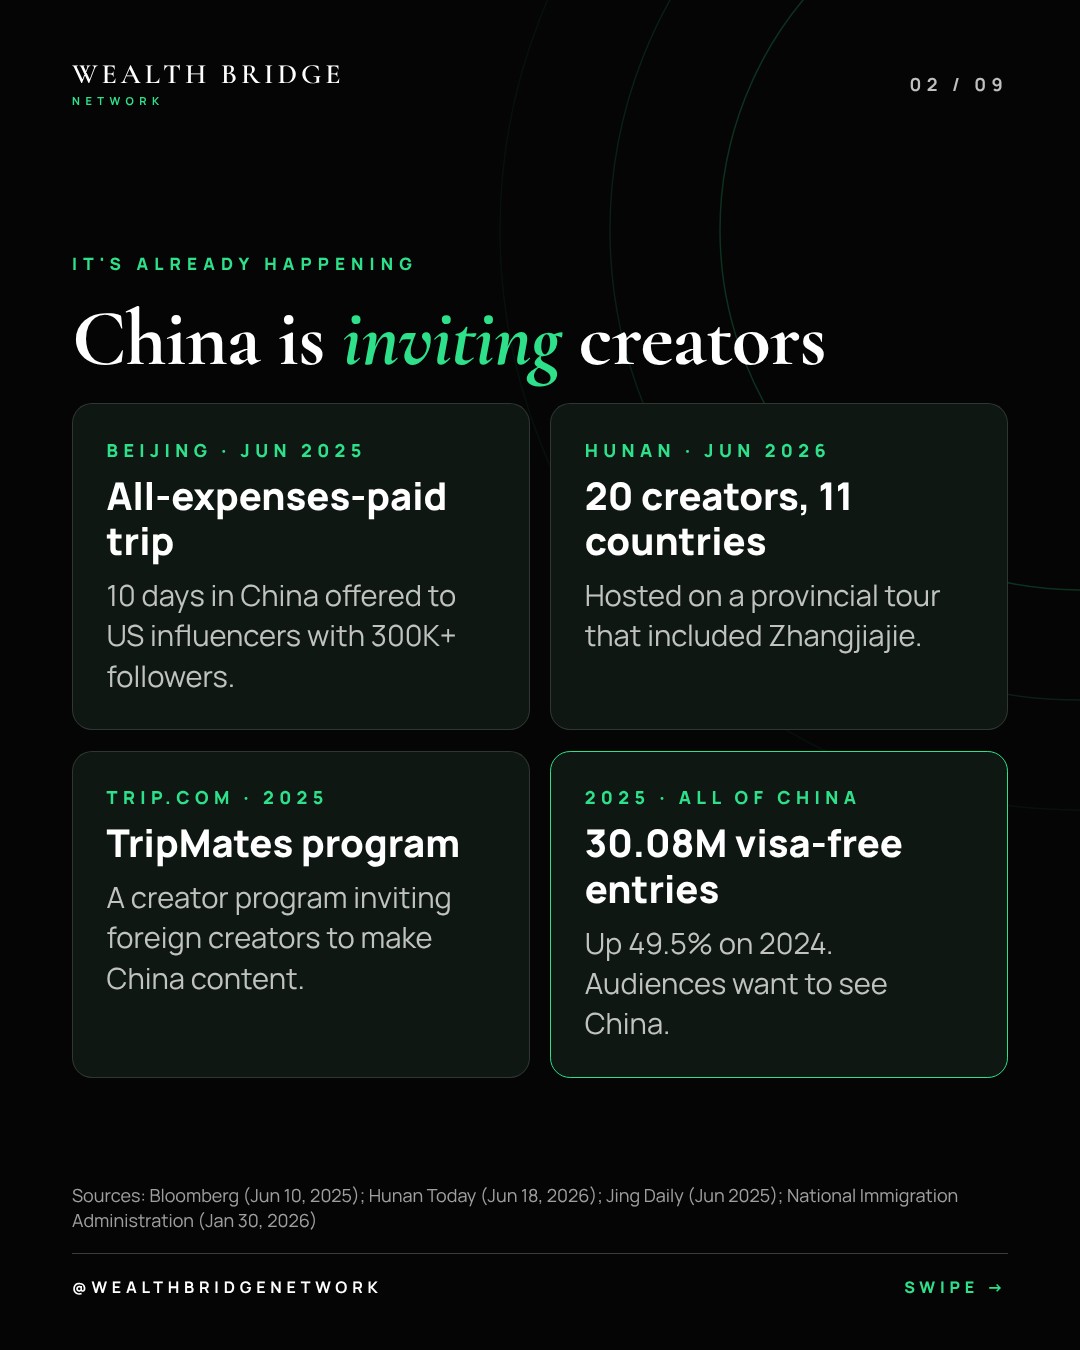 WEALTH BRIDGE
NETWORK
02 / 09
IT'S ALREADY HAPPENING
China is inviting creators
BEIJING · JUN 2025
All-expenses-paid
trip
10 days in China offered to
US influencers with 300K+
followers.
HUNAN · JUN 2026
20 creators, 11
countries
Hosted on a provincial tour
that included Zhangjiajie.
TRIP.COM · 2025
TripMates program
A creator program inviting
foreign creators to make
China content.
2025 · ALL OF CHINA
30.08M visa-free
entries
Up 49.5% on 2024.
Audiences want to see
China.
Sources: Bloomberg (Jun 10, 2025); Hunan Today (Jun 18, 2026); Jing Daily (Jun 2025); National Immigration
Administration (Jan 30, 2026)
@WEALTHBRIDGENETWORK
SWIPE →